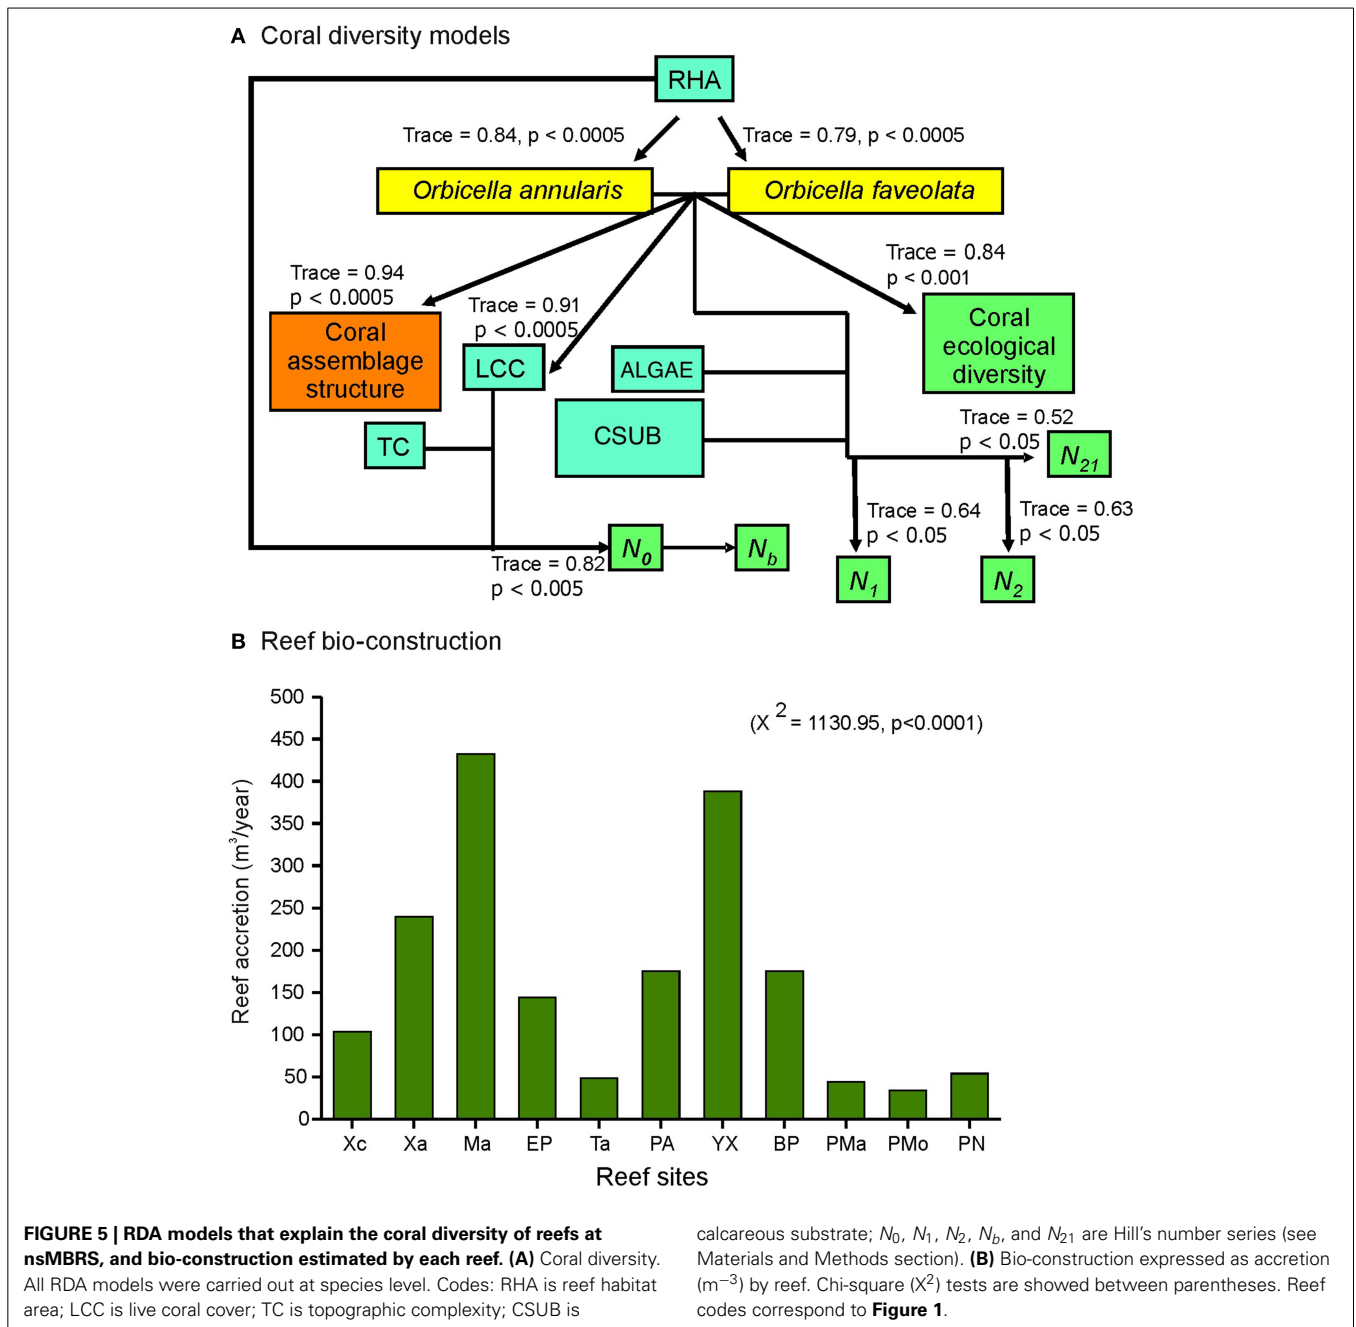 A Coral diversity models
RHA
Trace = 0.84, p < 0.0005
Trace = 0.79, p < 0.0005
Orbicella annularis
Orbicella faveolata
Trace = 0.94
p < 0.0005
Trace = 0.91
p < 0.0005
Trace = 0.84
p < 0.001
Coral
assemblage
structure
LCC
ALGAE
Coral
ecological
diversity
TC
CSUB
Trace = 0.52
p < 0.05
N21
Trace = 0.64
p < 0.05
Trace = 0.63
p < 0.05
Trace = 0.82
p < 0.005
N0
Nb
N1
N2
B Reef bio-construction
(X 2 = 1130.95, p<0.0001)
Reef accretion (m3/year)
500
450
400
350
300
250
200
150
100
50
0
Xc Xa Ma EP Ta PA YX BP PMa PMo PN
Reef sites
FIGURE 5 | RDA models that explain the coral diversity of reefs at
nsMBRS, and bio-construction estimated by each reef. (A) Coral diversity.
All RDA models were carried out at species level. Codes: RHA is reef habitat
area; LCC is live coral cover; TC is topographic complexity; CSUB is
calcareous substrate; N0, N1, N2, Nb, and N21 are Hill's number series (see
Materials and Methods section). (B) Bio-construction expressed as accretion
(m−3) by reef. Chi-square (X2) tests are showed between parentheses. Reef
codes correspond to Figure 1.